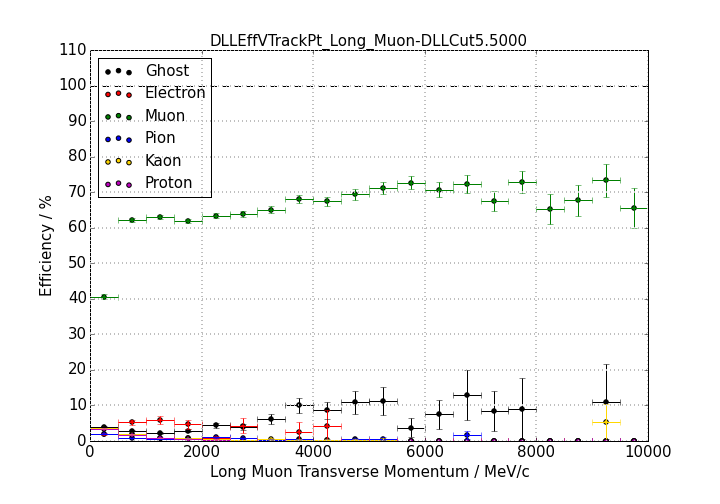 DLLEffVTrackPt_Long_Muon-DLLCut5.5000
110
100
90
80
70
60
50
40
30
20
10
0
Efficiency / %
Ghost
Electron
Muon
Pion
Kaon
Proton
0 2000 4000 6000 8000 10000
Long Muon Transverse Momentum / MeV/c